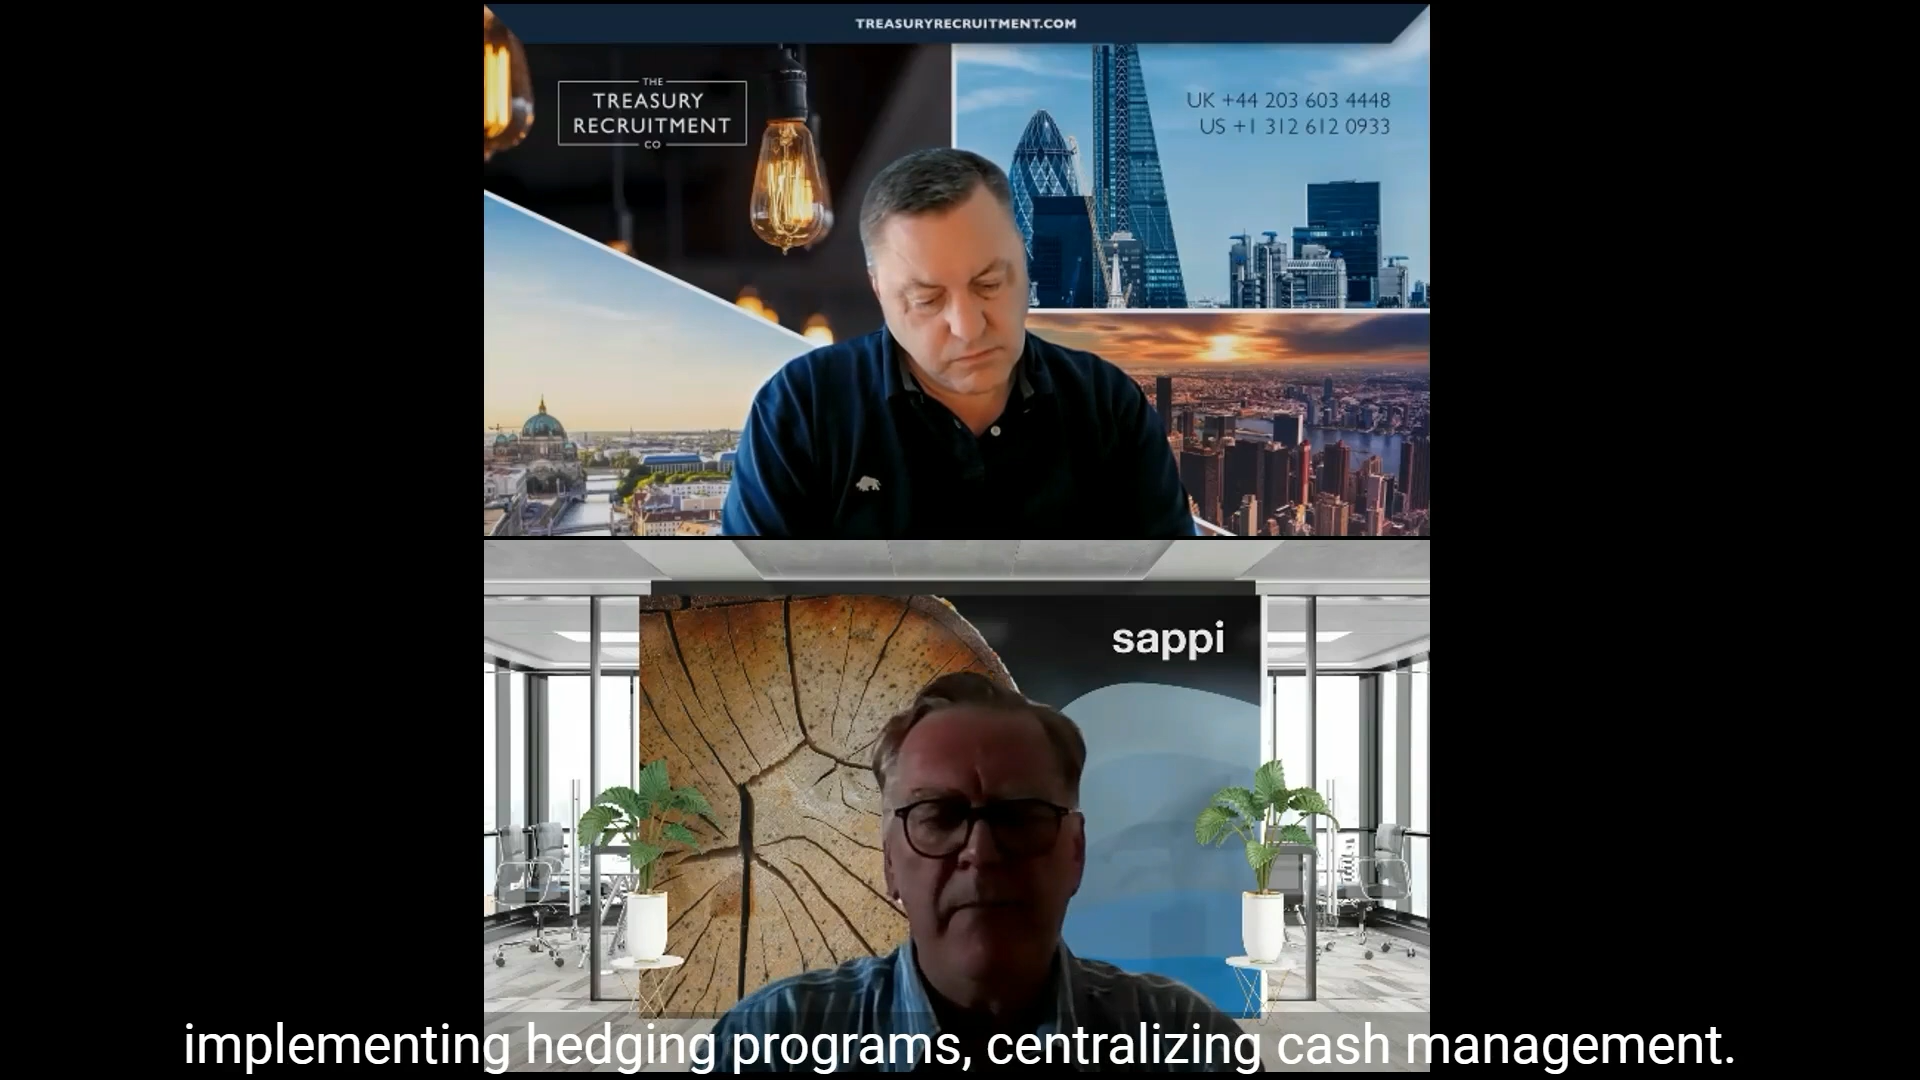 TREASURYRECRUITMENT.COM
THE
TREASURY
RECRUITMENT
CO
UK +44 203 603 4448
US +1 312 612 0933
sappi
implementing hedging programs, centralizing cash management.